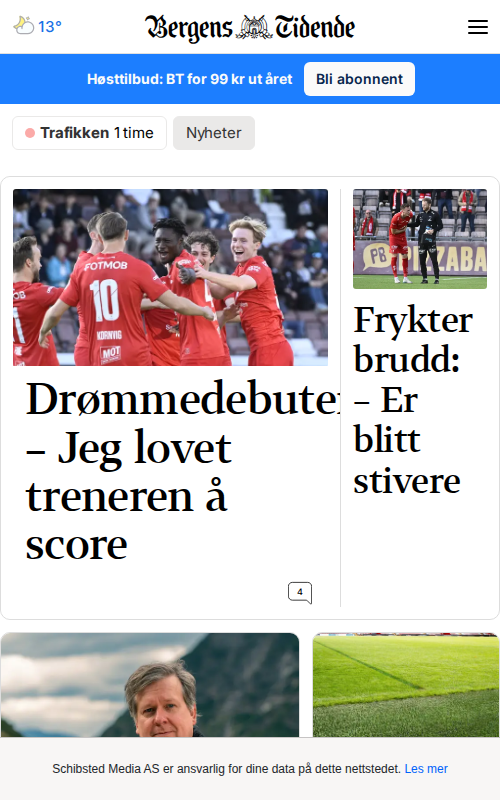 13°
Bergens Tidende
Høsttilbud: BT for 99 kr ut året
Bli abonnent
Trafikken 1 time
Nyheter
FOTMOB
10
KORNVIG
MOT
PB
Drømmedebuten:
– Jeg lovet
treneren å
score
4
Frykter
brudd:
– Er
blitt
stivere
Schibsted Media AS er ansvarlig for dine data på dette nettstedet. Les mer